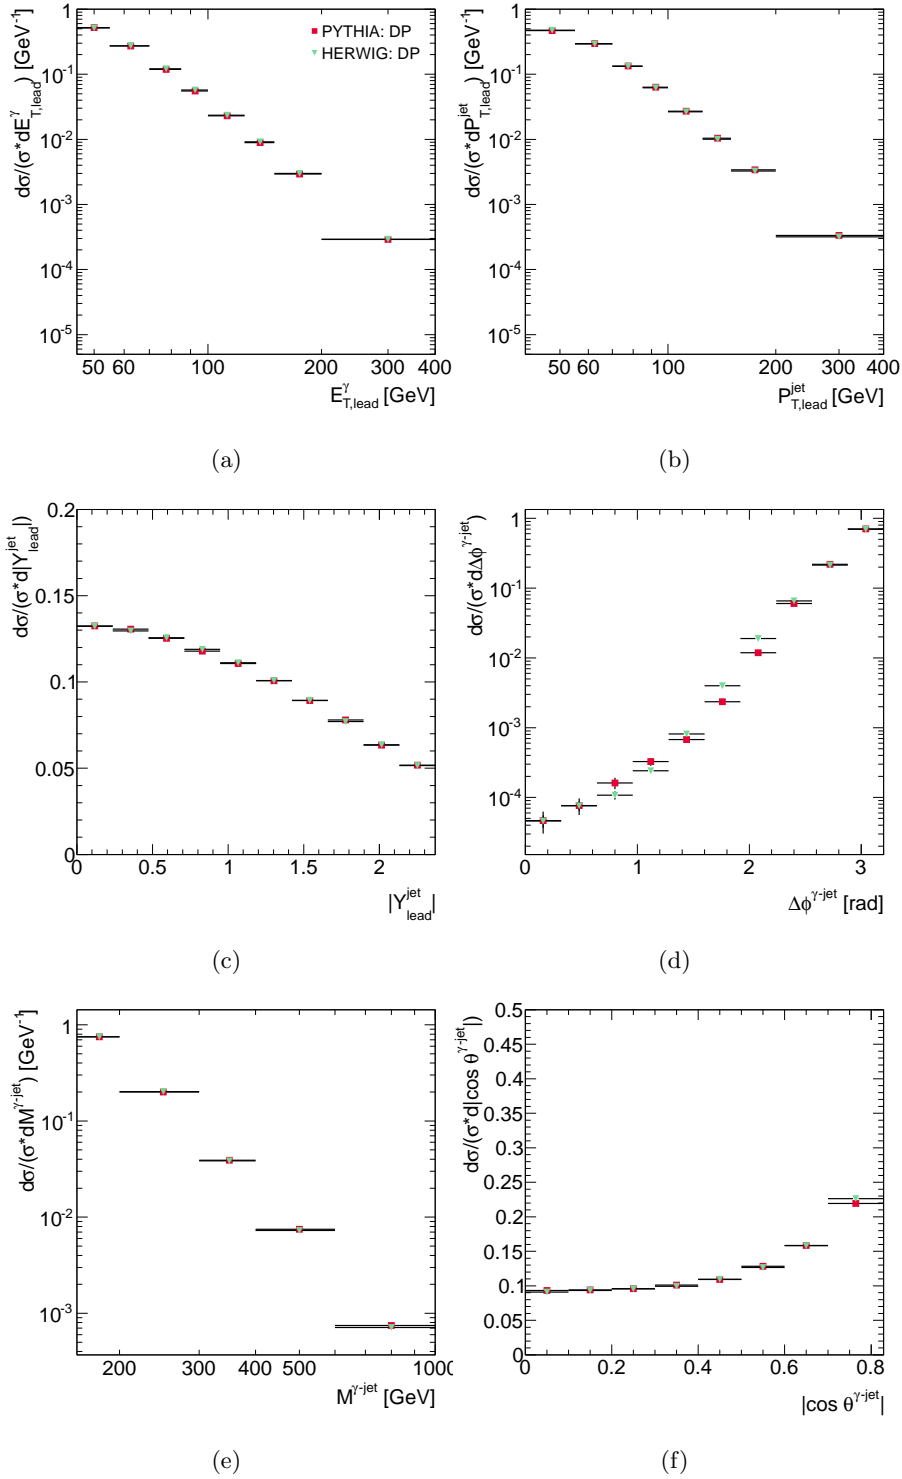 dσ/(σ*dE^γ_T,lead) [GeV⁻¹]
1
10⁻¹
10⁻²
10⁻³
10⁻⁴
10⁻⁵
PYTHIA: DP
HERWIG: DP
50 60 100 200 300 400
E^γ_T,lead [GeV]
(a)
dσ/(σ*dP^jet_T,lead) [GeV⁻¹]
1
10⁻¹
10⁻²
10⁻³
10⁻⁴
10⁻⁵
50 60 100 200 300 400
P^jet_T,lead [GeV]
(b)
dσ/(σ*d|Y^jet_lead|)
0.2
0.15
0.1
0.05
0
0 0.5 1 1.5 2
|Y^jet_lead|
(c)
dσ/(σ*dΔϕ^γ-jet)
1
10⁻¹
10⁻²
10⁻³
10⁻⁴
0 1 2 3
Δϕ^γ-jet [rad]
(d)
dσ/(σ*dM^γ-jet) [GeV⁻¹]
1
10⁻¹
10⁻²
10⁻³
200 300 400 500 1000
M^γ-jet [GeV]
(e)
dσ/(σ*d|cos θ^γ-jet|)
0.5
0.45
0.4
0.35
0.3
0.25
0.2
0.15
0.1
0.05
0
0 0.2 0.4 0.6 0.8
|cos θ^γ-jet|
(f)